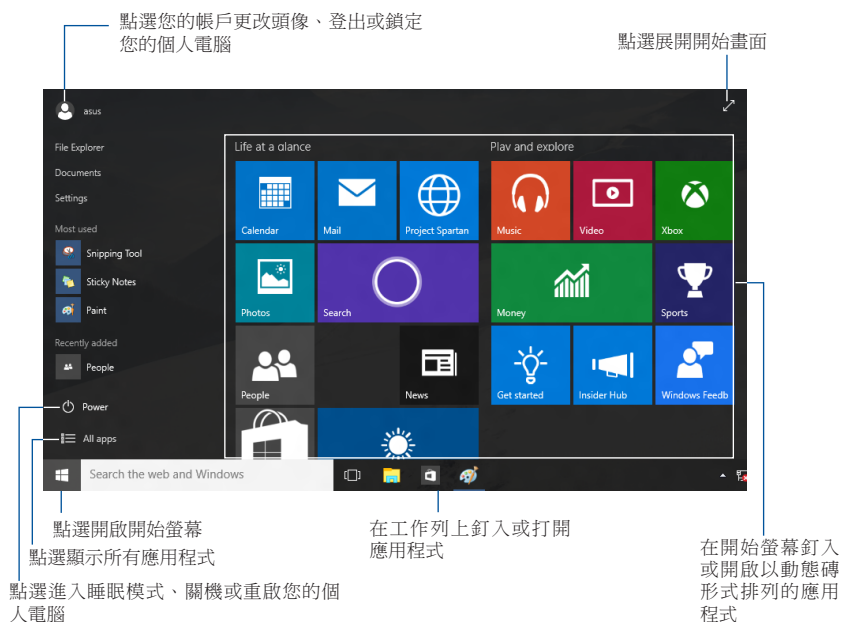 點選您的帳戶更改頭像、登出或鎖定
您的個人電腦
點選展開開始畫面
asus
File Explorer
Documents
Settings
Most used
Snipping Tool
Sticky Notes
Paint
Recently added
People
Power
All apps
Life at a glance
Play and explore
Calendar
Mail
Project Spartan
Music
Video
Xbox
Photos
Search
Money
Sports
People
News
Get started
Insider Hub
Windows Feedb
Search the web and Windows
點選開啟開始螢幕
點選顯示所有應用程式
點選進入睡眠模式、關機或重啟您的個
人電腦
在工作列上釘入或打開
應用程式
在開始螢幕釘入
或開啟以動態磚
形式排列的應用
程式